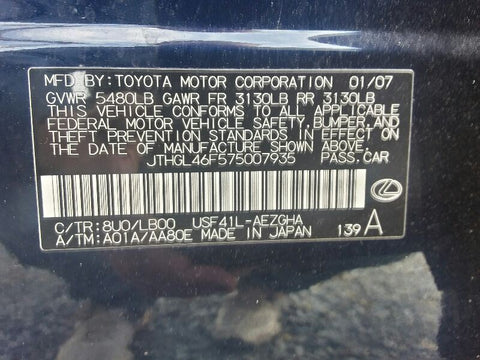 MFD. BY: TOYOTA MOTOR CORPORATION 01/07
GVWR 5480LB GAWR FR 3130LB RR 3130LB
THIS VEHICLE CONFORMS TO ALL APPLICABLE
FEDERAL MOTOR VEHICLE SAFETY, BUMPER, AND
THEFT PREVENTION STANDARDS IN EFFECT ON
THE DATE OF MANUFACTURE SHOWN ABOVE.
JTHGL46F575007935 PASS.CAR
C/TR: 8U0/LB00 USF41L-AEZGHA
A/TM: A01A/AA80E MADE IN JAPAN 139 A